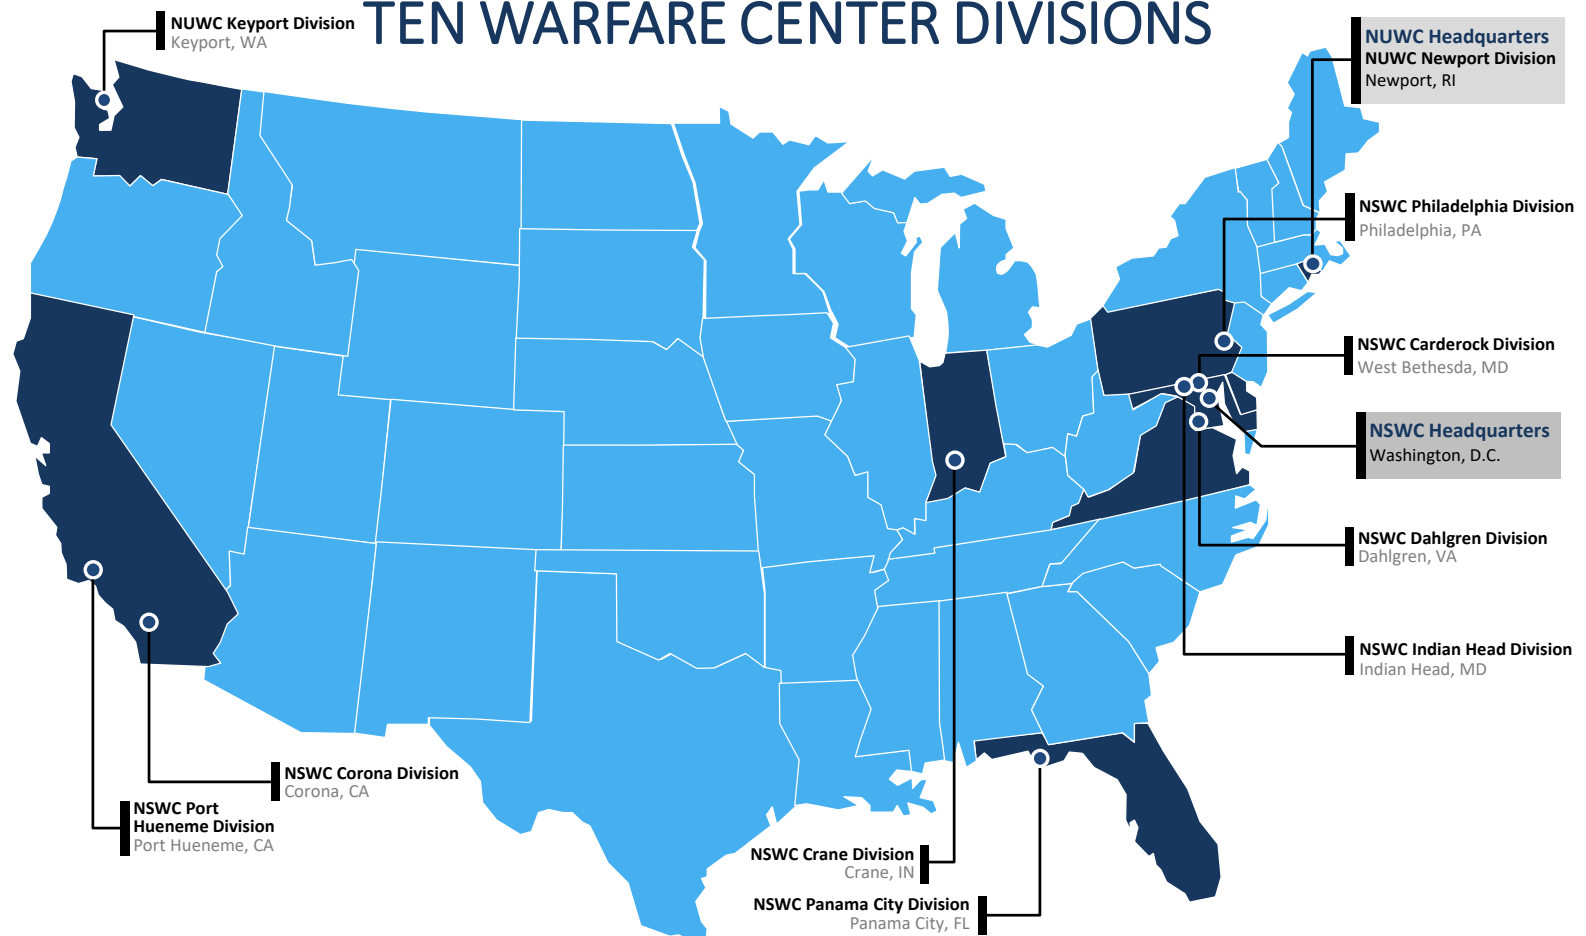 TEN WARFARE CENTER DIVISIONS
NUWC Keyport Division
Keyport, WA
NUWC Headquarters
NUWC Newport Division
Newport, RI
NSWC Philadelphia Division
Philadelphia, PA
NSWC Carderock Division
West Bethesda, MD
NSWC Headquarters
Washington, D.C.
NSWC Dahlgren Division
Dahlgren, VA
NSWC Indian Head Division
Indian Head, MD
NSWC Corona Division
Corona, CA
NSWC Port
Hueneme Division
Port Hueneme, CA
NSWC Crane Division
Crane, IN
NSWC Panama City Division
Panama City, FL